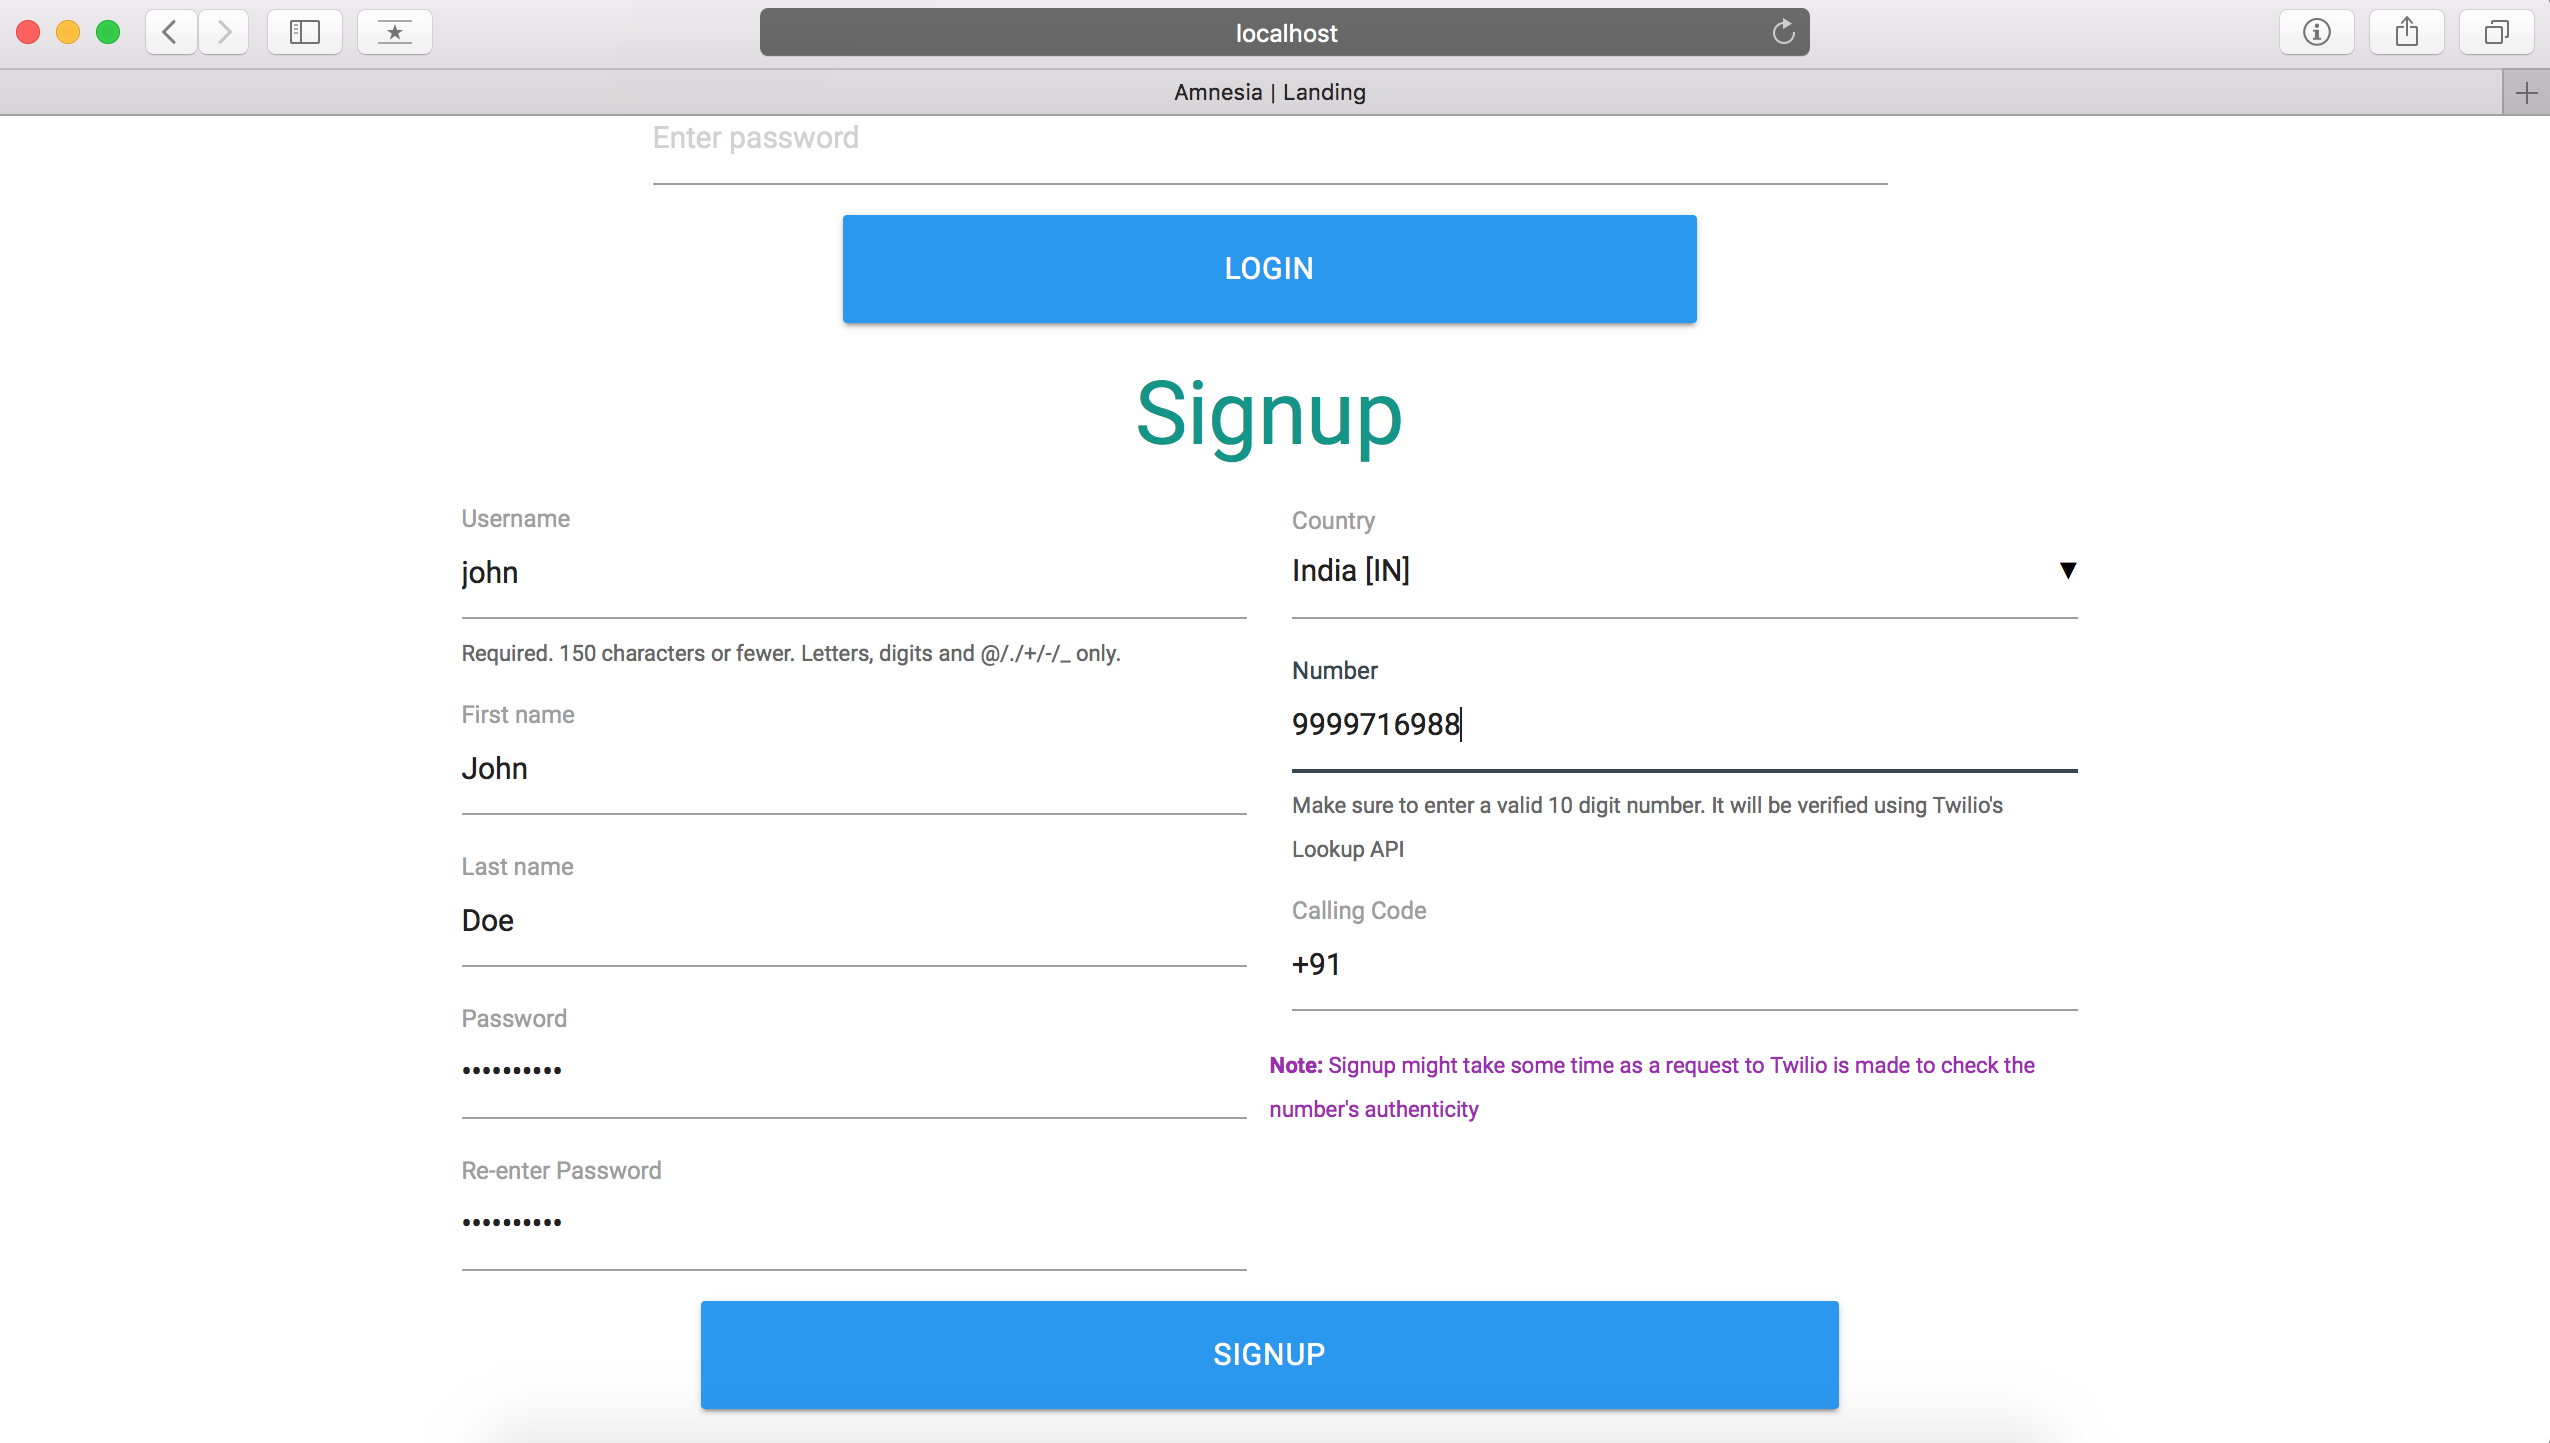 localhost
Amnesia | Landing
Enter password
LOGIN
Signup
Username
john
Required. 150 characters or fewer. Letters, digits and @/./+/-/_ only.
First name
John
Last name
Doe
Password
••••••••••
Re-enter Password
••••••••••
Country
India [IN]
Number
9999716988
Make sure to enter a valid 10 digit number. It will be verified using Twilio's
Lookup API
Calling Code
+91
Note: Signup might take some time as a request to Twilio is made to check the
number's authenticity
SIGNUP